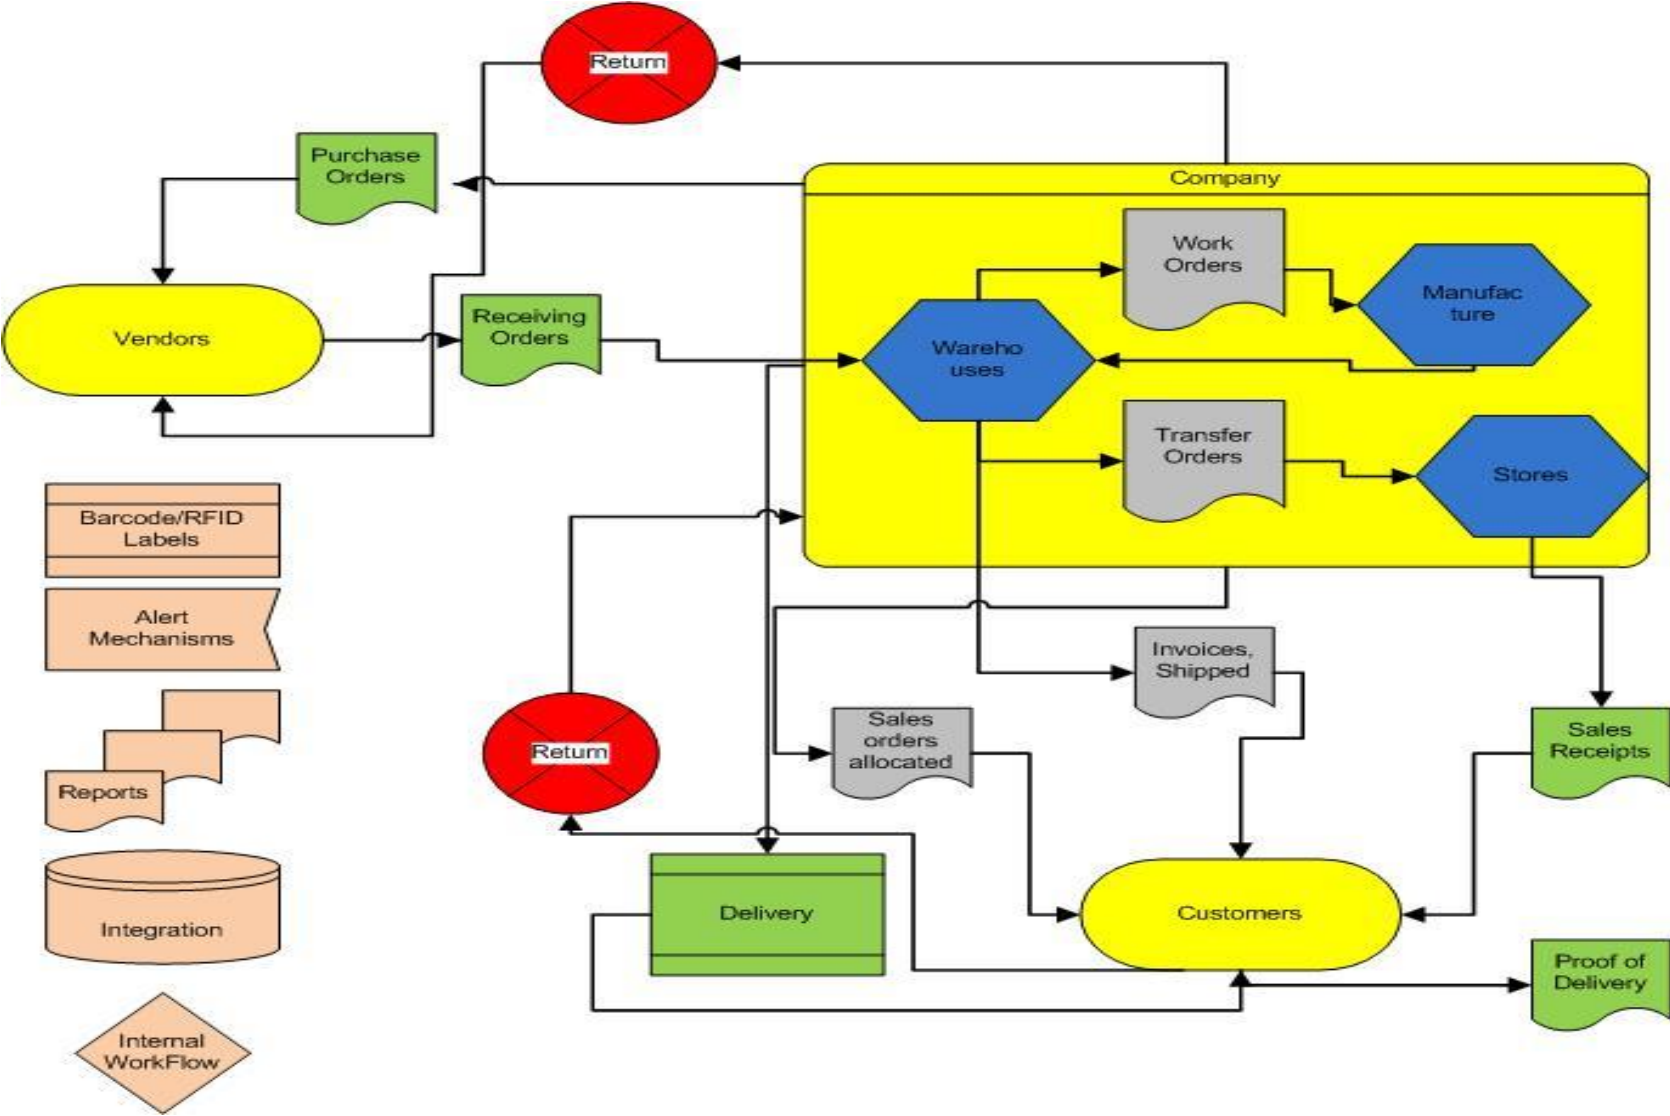 Return
Purchase
Orders
Company
Work
Orders
Manufac
ture
Vendors
Receiving
Orders
Wareho
uses
Transfer
Orders
Stores
Barcode/RFID
Labels
Alert
Mechanisms
Invoices,
Shipped
Sales
orders
allocated
Sales
Receipts
Return
Reports
Delivery
Customers
Integration
Proof of
Delivery
Internal
WorkFlow